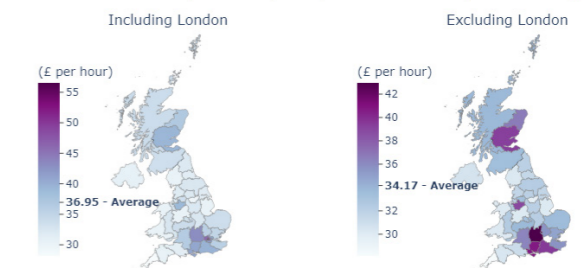 Including London
(£ per hour)
55
50
45
40
36.95 - Average
35
30
Excluding London
(£ per hour)
42
40
38
36
34.17 - Average
32
30